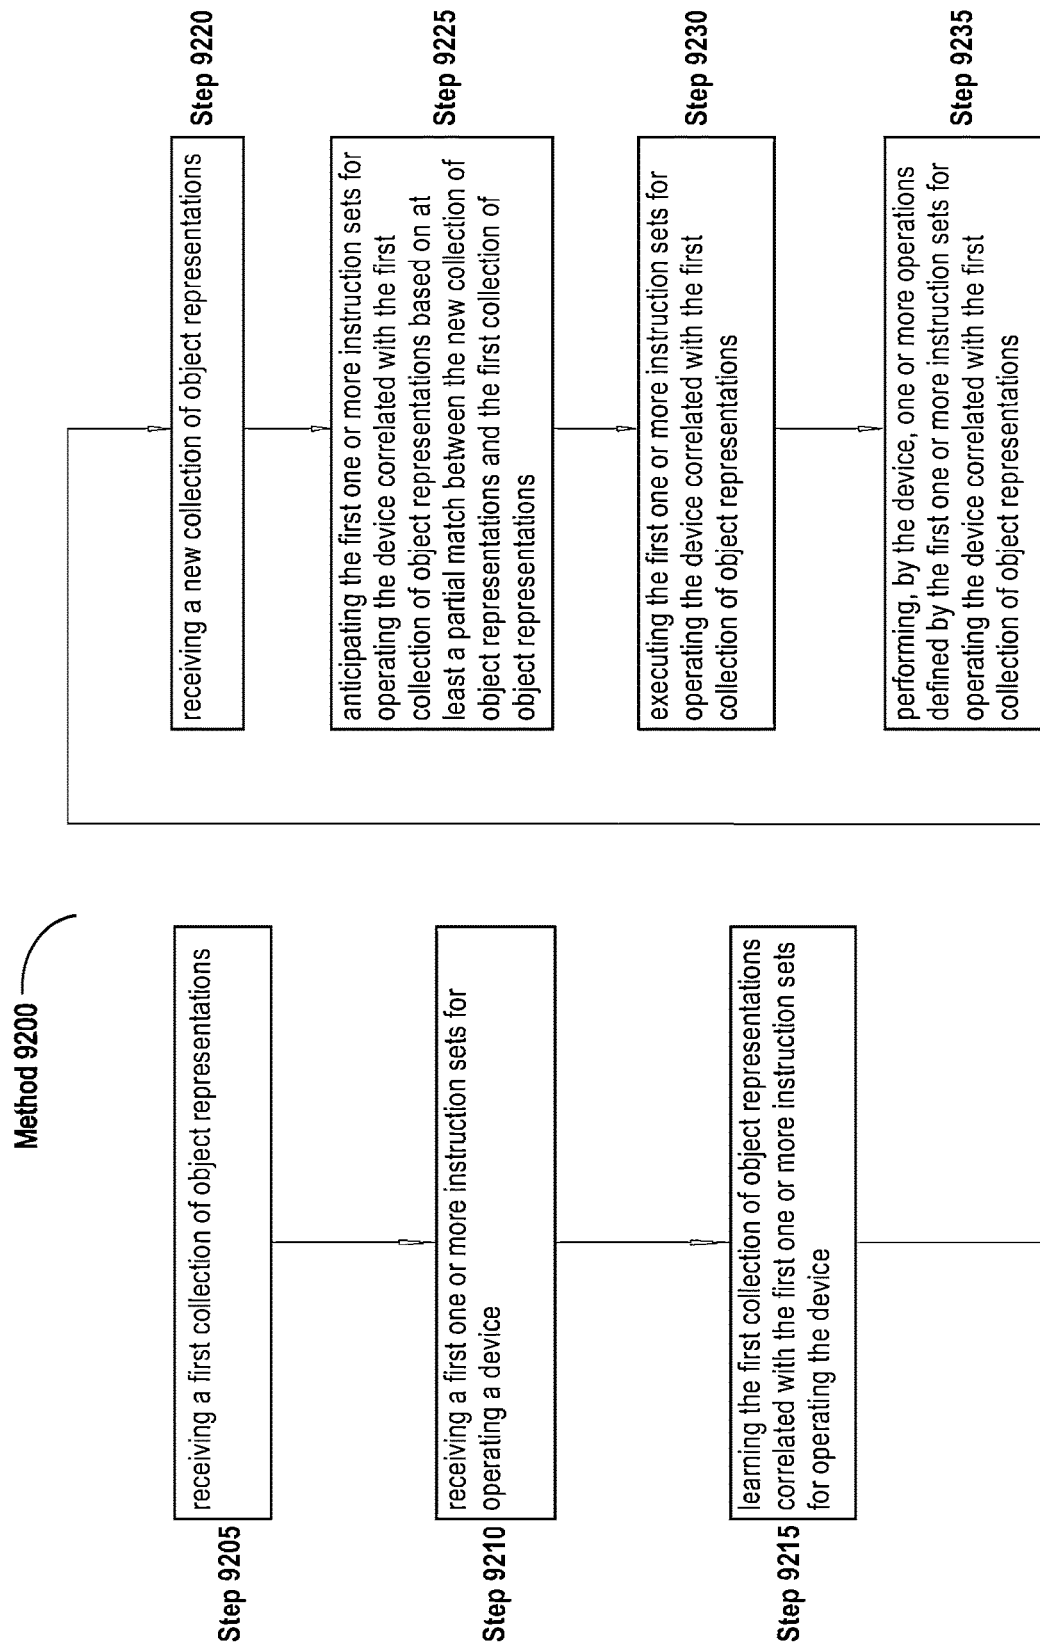 Method 9200
Step 9205
receiving a first collection of object representations
Step 9210
receiving a first one or more instruction sets for
operating a device
Step 9215
learning the first collection of object representations
correlated with the first one or more instruction sets
for operating the device
receiving a new collection of object representations
Step 9220
anticipating the first one or more instruction sets for
operating the device correlated with the first
collection of object representations based on at
least a partial match between the new collection of
object representations and the first collection of
object representations
Step 9225
executing the first one or more instruction sets for
operating the device correlated with the first
collection of object representations
Step 9230
performing, by the device, one or more operations
defined by the first one or more instruction sets for
operating the device correlated with the first
collection of object representations
Step 9235